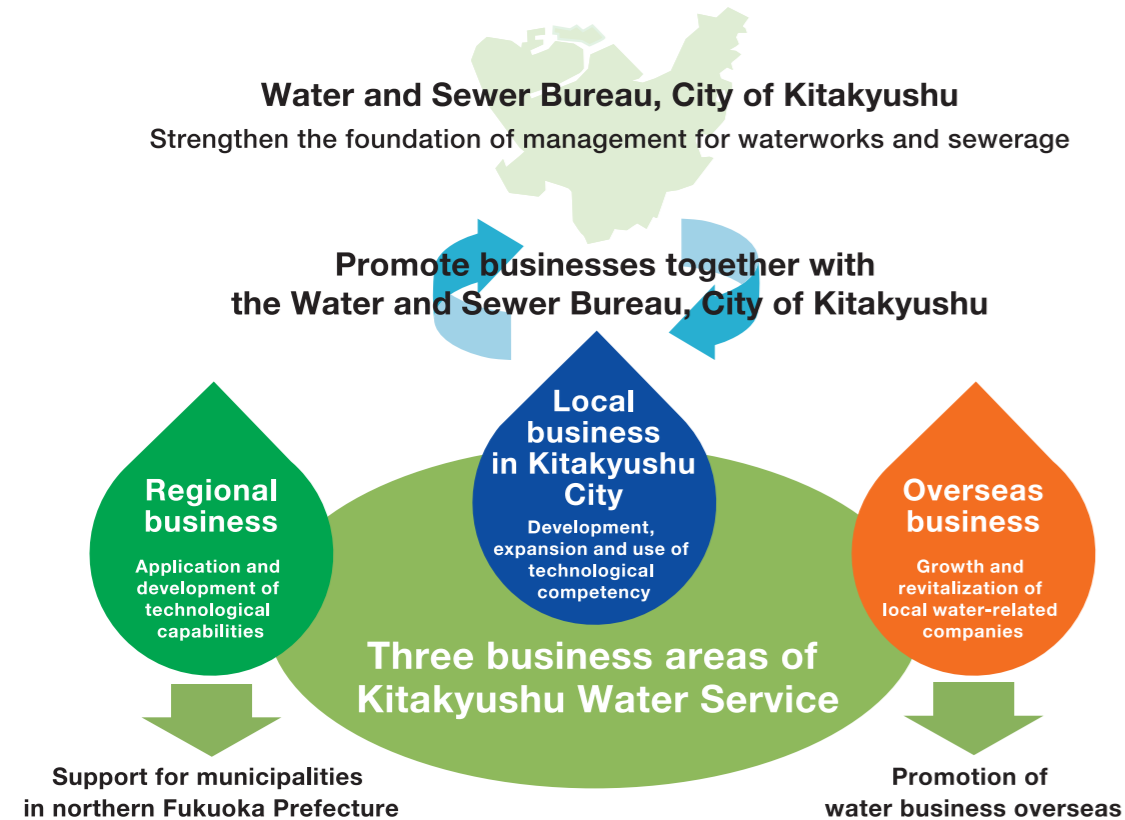 Water and Sewer Bureau, City of Kitakyushu
Strengthen the foundation of management for waterworks and sewerage
Promote businesses together with
the Water and Sewer Bureau, City of Kitakyushu
Regional
business
Application and
development of
technological
capabilities
Local
business
in Kitakyushu
City
Development,
expansion and use of
technological
competency
Overseas
business
Growth and
revitalization of
local water-related
companies
Three business areas of
Kitakyushu Water Service
Support for municipalities
in northern Fukuoka Prefecture
Promotion of
water business overseas